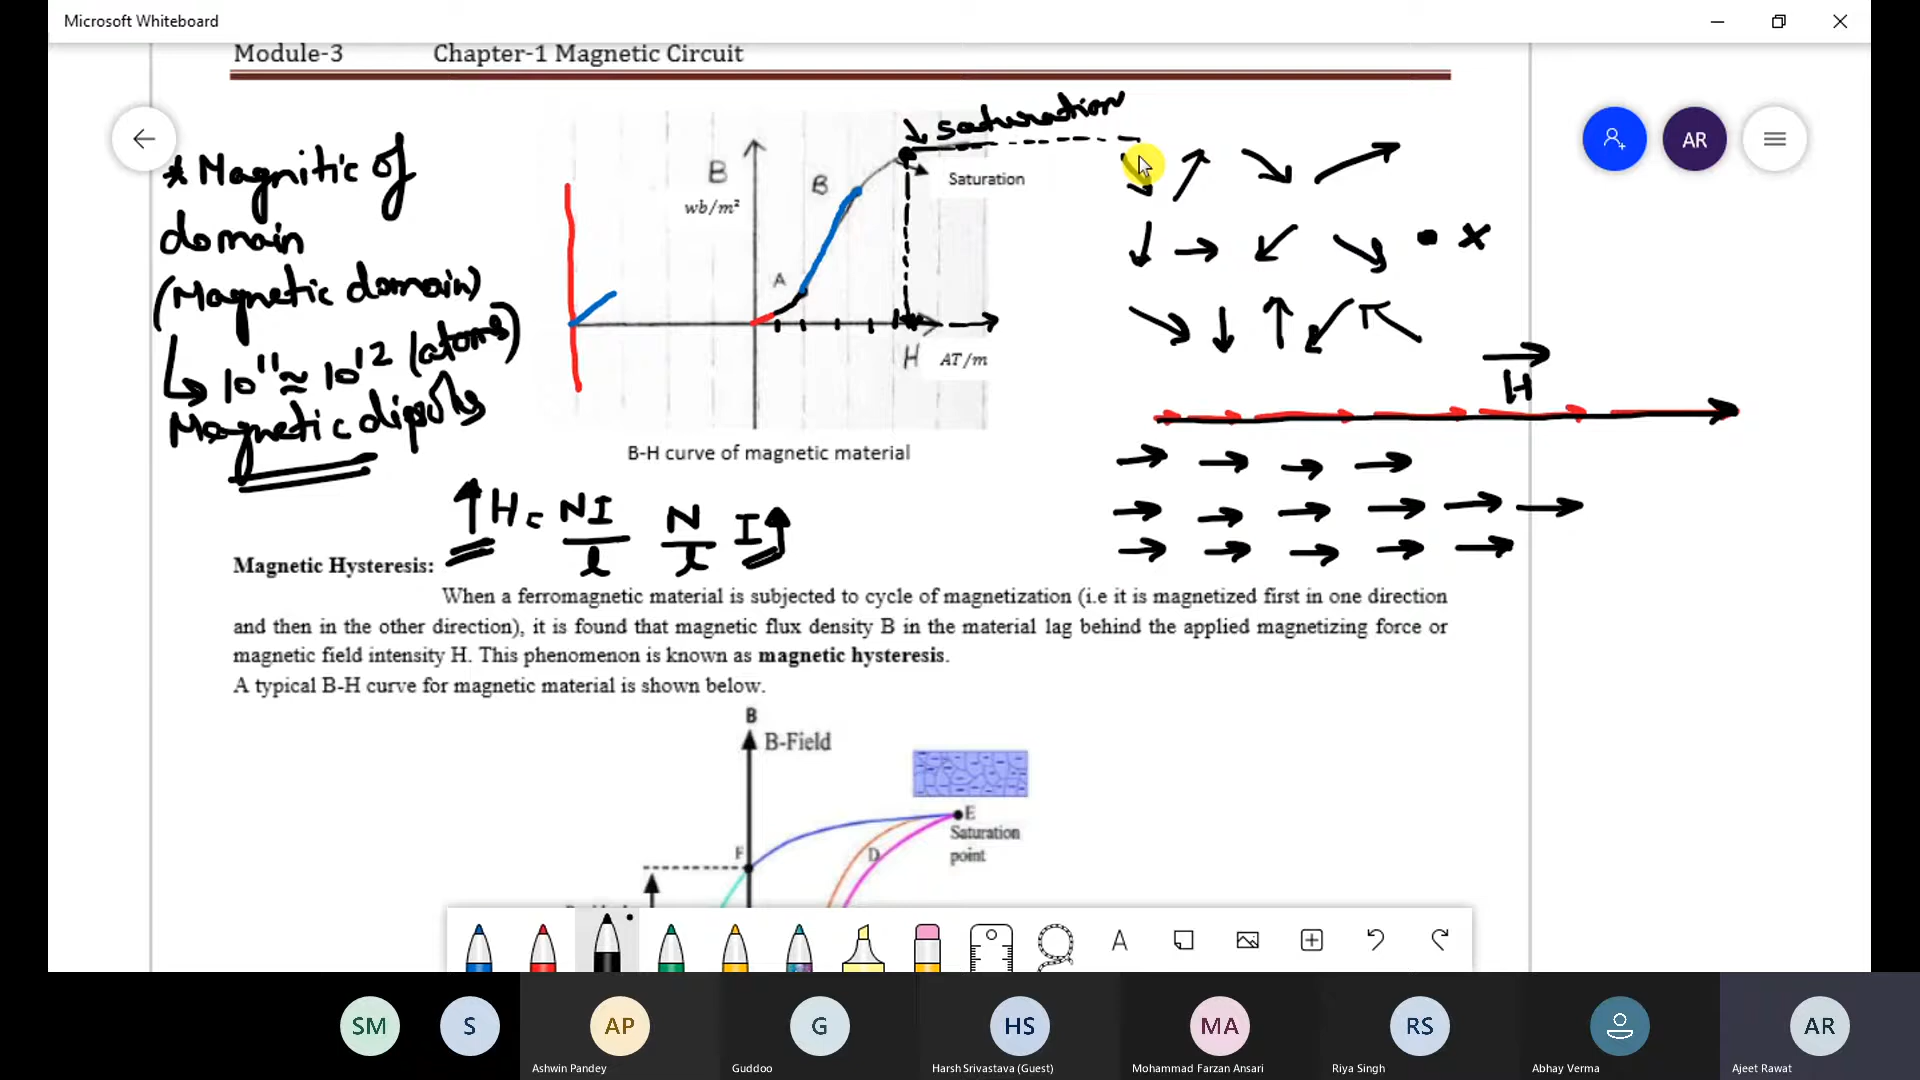 Microsoft Whiteboard
Module-3 Chapter-1 Magnetic Circuit
AR
* Magnitic of
domain
(Magnetic domain)
↳ 10¹¹ ≈ 10¹² (atoms)
Magnetic dipoles
↓ saturation
B
wb/m²
B
Saturation
A
H AT/m
B-H curve of magnetic material
• x
H
↑H = NI/l N/l I↑
Magnetic Hysteresis:
When a ferromagnetic material is subjected to cycle of magnetization (i.e it is magnetized first in one direction
and then in the other direction), it is found that magnetic flux density B in the material lag behind the applied magnetizing force or
magnetic field intensity H. This phenomenon is known as magnetic hysteresis.
A typical B-H curve for magnetic material is shown below.
B
B-Field
E
Saturation
point
F
D
A
SM S AP G HS MA RS AR
Ashwin Pandey Guddoo Harsh Srivastava (Guest) Mohammad Farzan Ansari Riya Singh Abhay Verma Ajeet Rawat